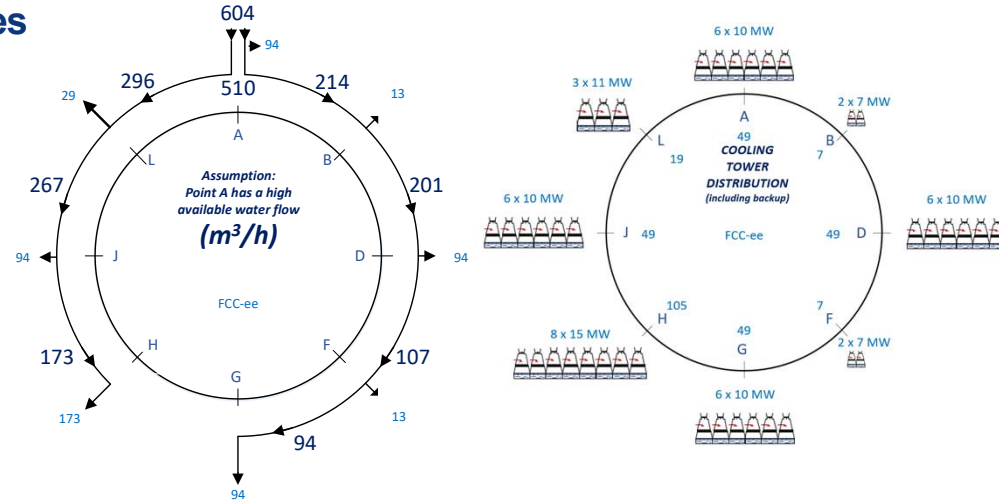 es
604
94
296
510
214
29
13
A
L
B
Assumption:
Point A has a high
available water flow
(m³/h)
267
201
94
J
D
94
FCC-ee
H
F
173
107
G
173
13
94
94
6 x 10 MW
3 x 11 MW
2 x 7 MW
A
L
B
49
19
7
COOLING
TOWER
DISTRIBUTION
(including backup)
6 x 10 MW
6 x 10 MW
J
49
FCC-ee
49
D
105
7
H
49
F
G
8 x 15 MW
2 x 7 MW
6 x 10 MW